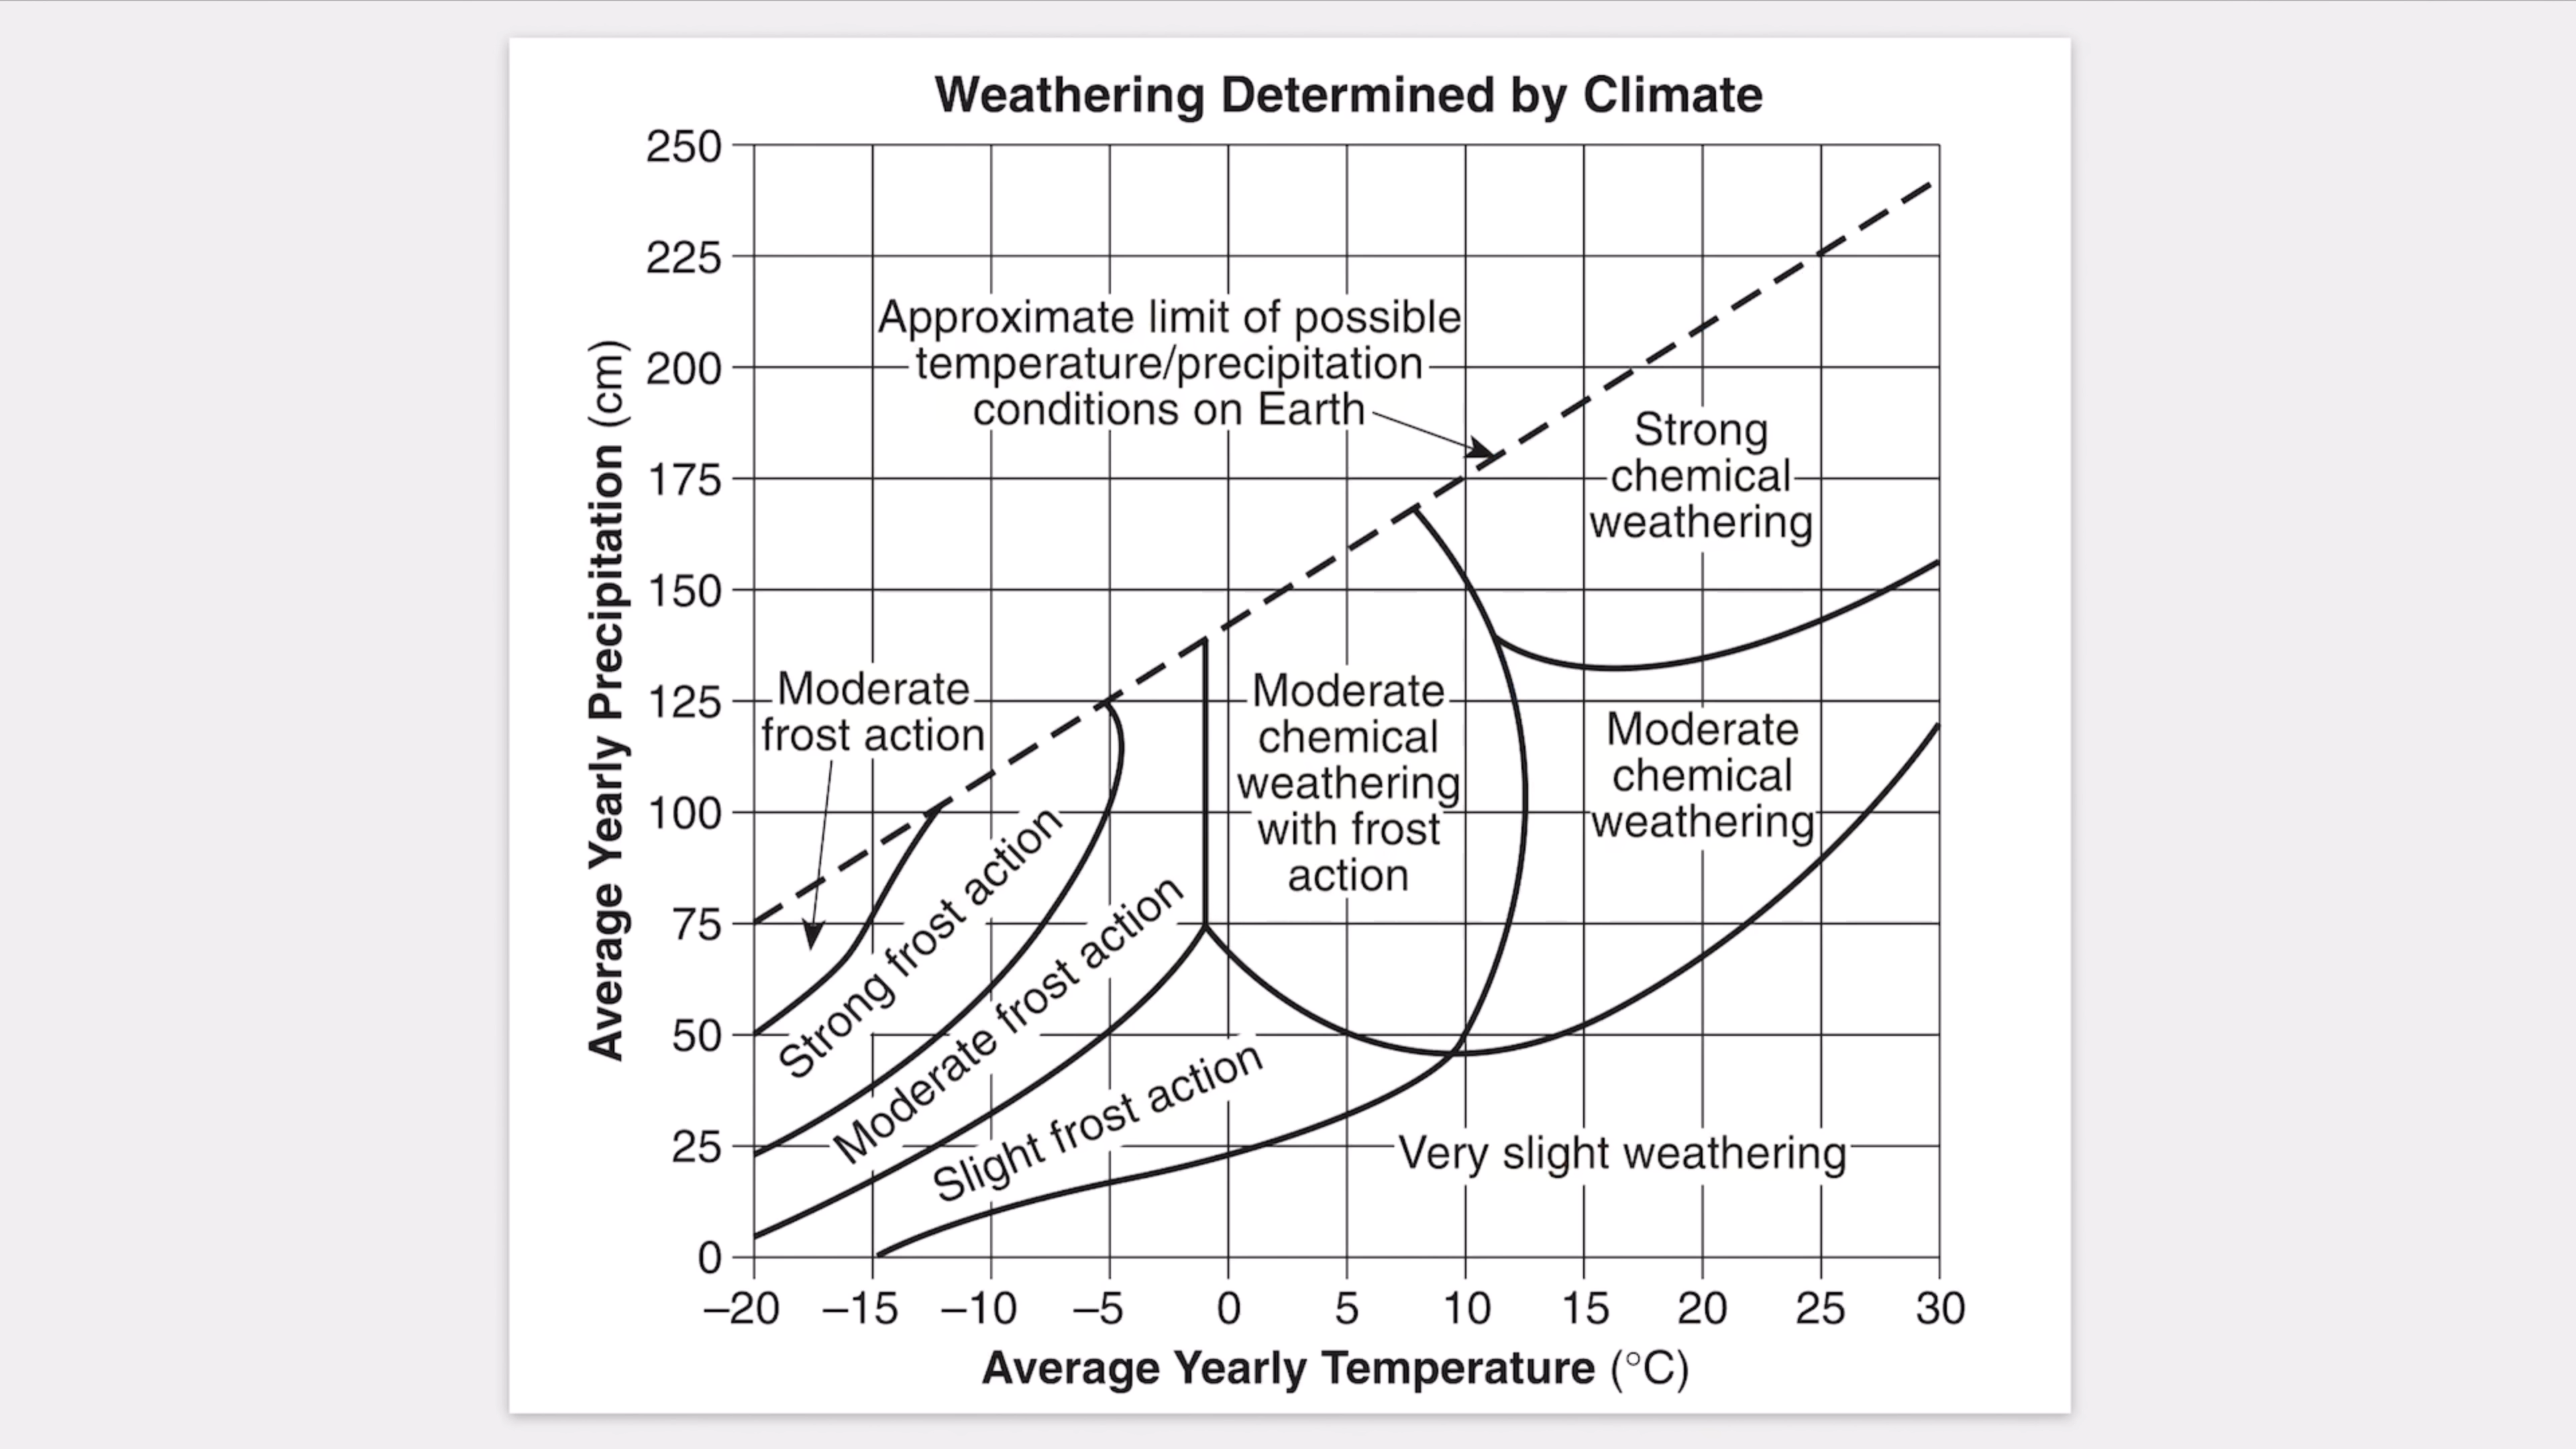 Weathering Determined by Climate
Average Yearly Precipitation (cm)
250
225
200
175
150
125
100
75
50
25
0
Approximate limit of possible
temperature/precipitation
conditions on Earth
Strong
chemical
weathering
Moderate
frost action
Moderate
chemical
weathering
with frost
action
Moderate
chemical
weathering
Strong frost action
Moderate frost action
Slight frost action
Very slight weathering
–20 –15 –10 –5 0 5 10 15 20 25 30
Average Yearly Temperature (°C)